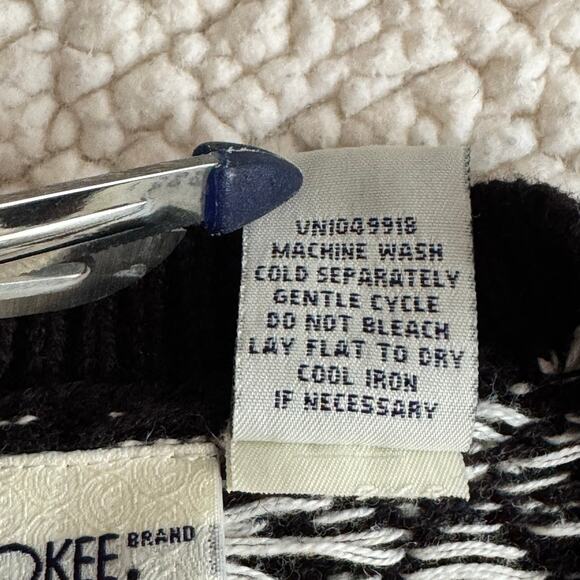 VN1049918
MACHINE WASH
COLD SEPARATELY
GENTLE CYCLE
DO NOT BLEACH
LAY FLAT TO DRY
COOL IRON
IF NECESSARY
OKEE.
BRAND